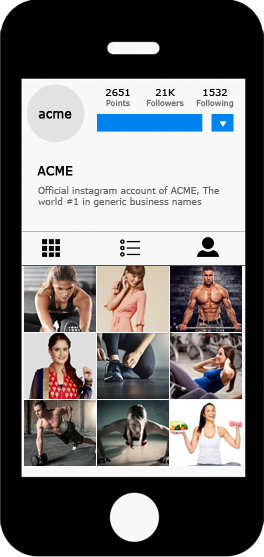 acme
2651 21K 1532
Points Followers Following
ACME
Official instagram account of ACME, The
world #1 in generic business names